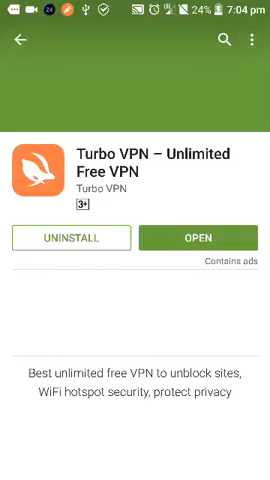 24
24% 7:04 pm
Turbo VPN – Unlimited
Free VPN
Turbo VPN
3+
UNINSTALL
OPEN
Contains ads
Best unlimited free VPN to unblock sites,
WiFi hotspot security, protect privacy